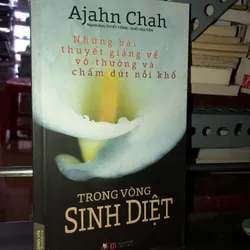 Ajahn Chah
Những bài
thuyết giảng về
vô thường và
chấm dứt nỗi khổ
TRONG VÒNG
SINH DIỆT